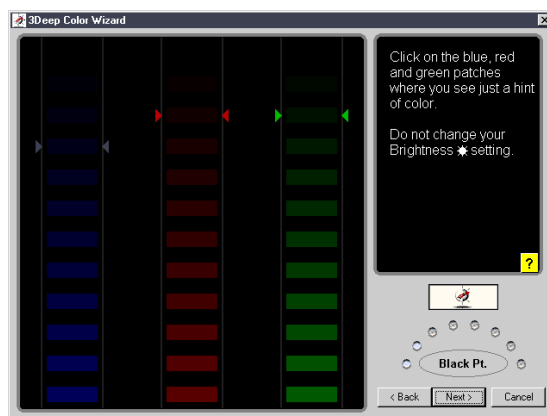 3Deep Color Wizard
Click on the blue, red
and green patches
where you see just a hint
of color.
Do not change your
Brightness setting.
?
Black Pt.
< Back
Next >
Cancel